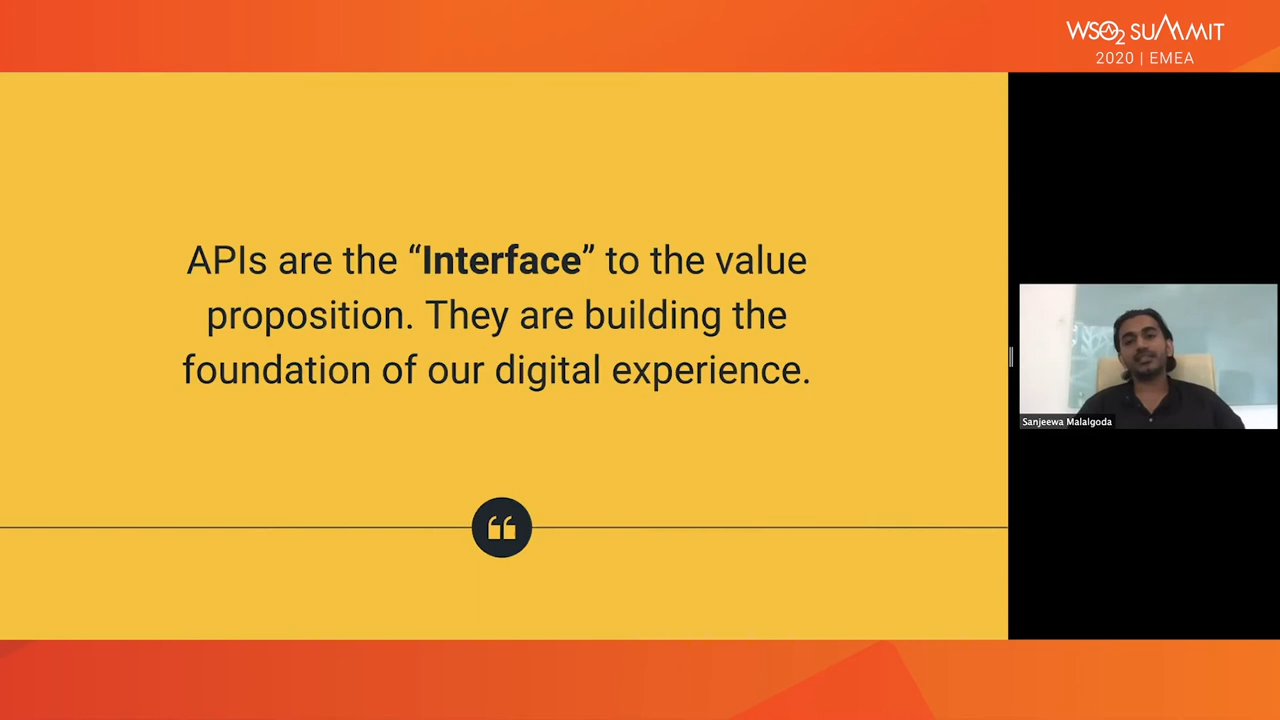 WSO2 SUMMIT
2020 | EMEA
APIs are the “Interface” to the value
proposition. They are building the
foundation of our digital experience.
Sanjeewa Malalgoda